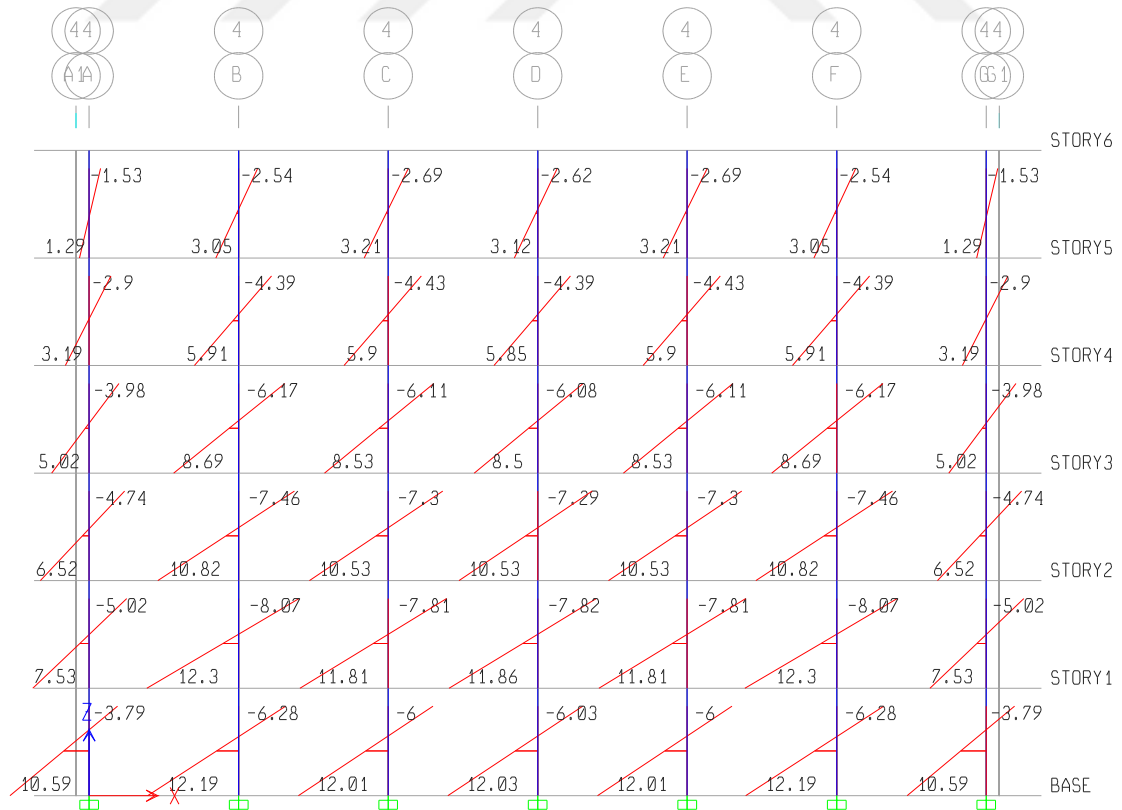 44 4 4 4 4 4 44
A1A B C D E F GG1
STORY6
-1.53 -2.54 -2.69 -2.62 -2.69 -2.54 -1.53
1.29 3.05 3.21 3.12 3.21 3.05 1.29 STORY5
-2.9 -4.39 -4.43 -4.39 -4.43 -4.39 -2.9
3.19 5.91 5.9 5.85 5.9 5.91 3.19 STORY4
-3.98 -6.17 -6.11 -6.08 -6.11 -6.17 -3.98
5.02 8.69 8.53 8.5 8.53 8.69 5.02 STORY3
-4.74 -7.46 -7.3 -7.29 -7.3 -7.46 -4.74
6.52 10.82 10.53 10.53 10.53 10.82 6.52 STORY2
-5.02 -8.07 -7.81 -7.82 -7.81 -8.07 -5.02
7.53 12.3 11.81 11.86 11.81 12.3 7.53 STORY1
Z -3.79 -6.28 -6 -6.03 -6 -6.28 -3.79
10.59 X 12.19 12.01 12.03 12.01 12.19 10.59 BASE